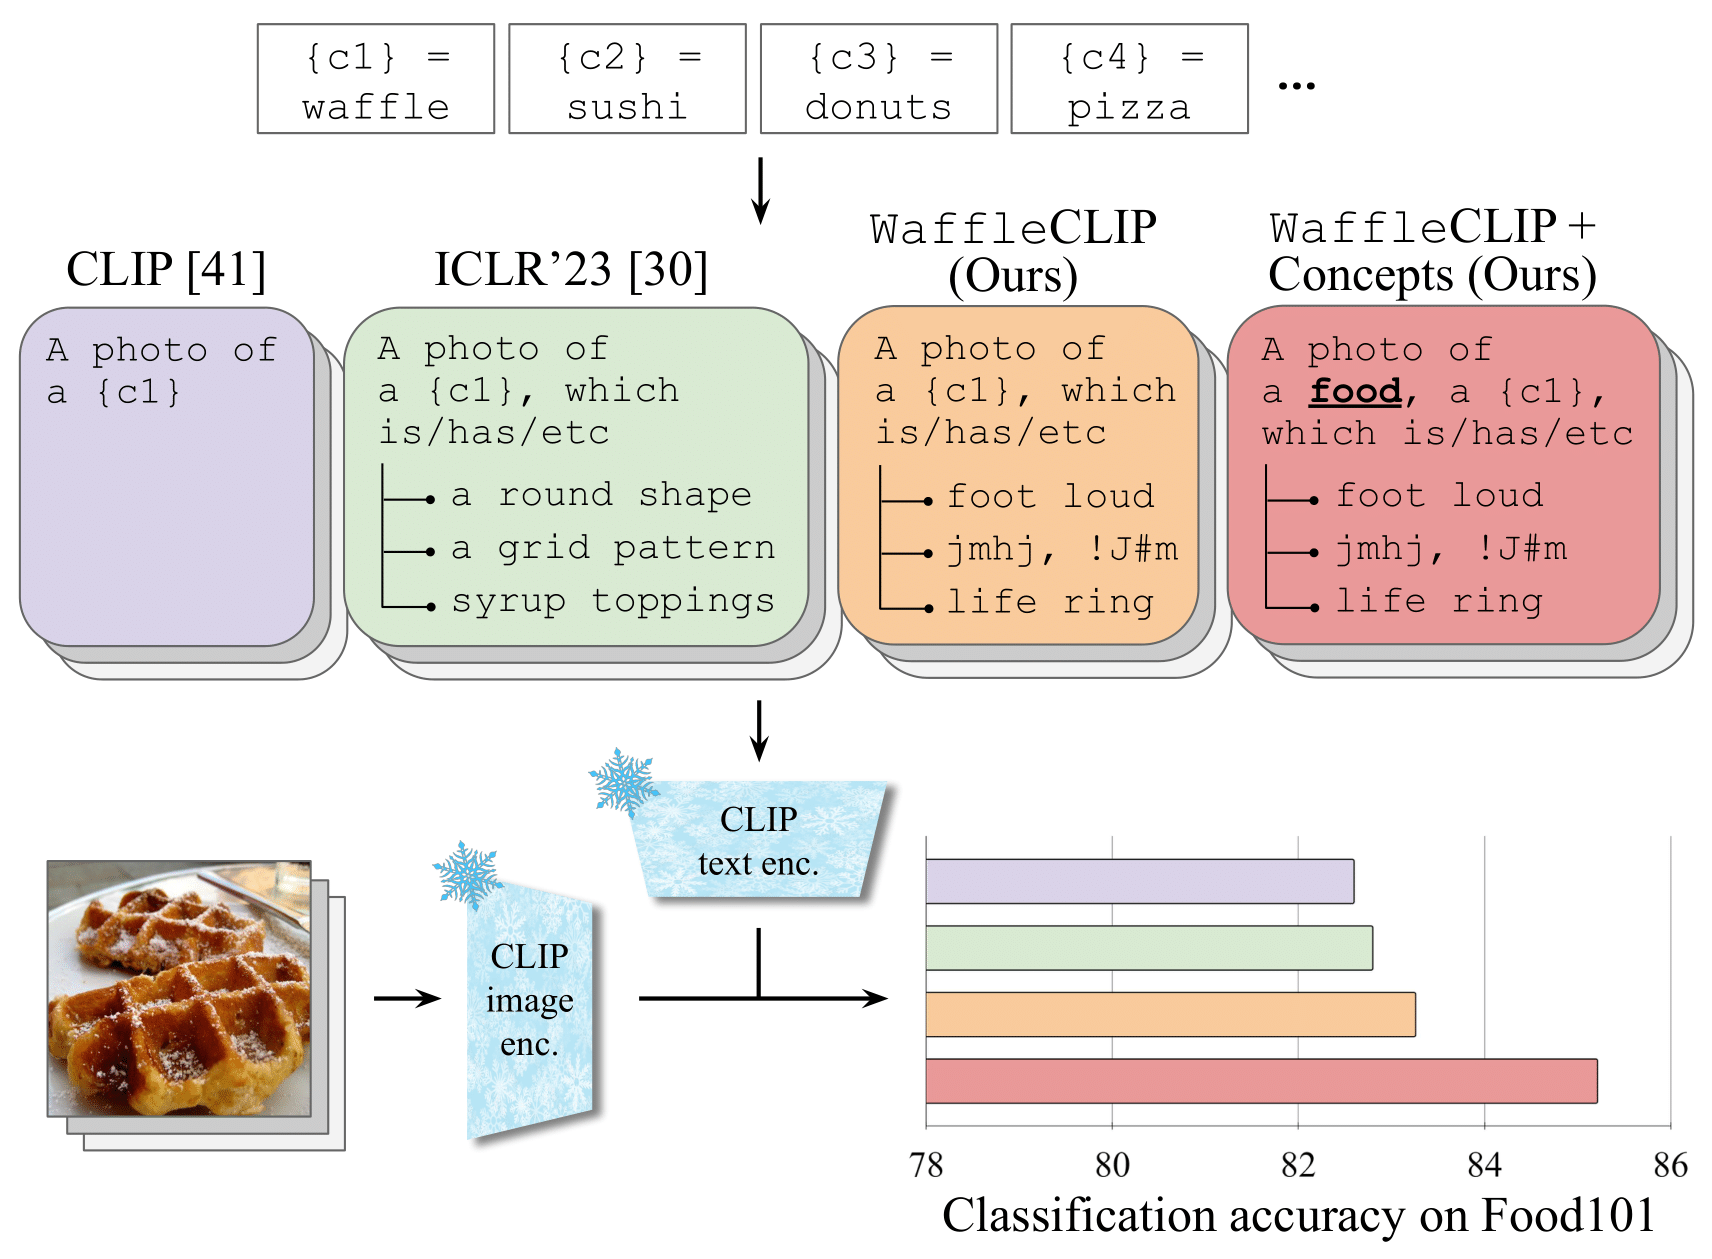 {c1} =
waffle
{c2} =
sushi
{c3} =
donuts
{c4} =
pizza
...
CLIP [41]
A photo of
a {c1}
ICLR’23 [30]
A photo of
a {c1}, which
is/has/etc
a round shape
a grid pattern
syrup toppings
WaffleCLIP
(Ours)
A photo of
a {c1}, which
is/has/etc
foot loud
jmhj, !J#m
life ring
WaffleCLIP +
Concepts (Ours)
A photo of
a food, a {c1},
which is/has/etc
foot loud
jmhj, !J#m
life ring
CLIP
text enc.
CLIP
image
enc.
78 80 82 84 86
Classification accuracy on Food101